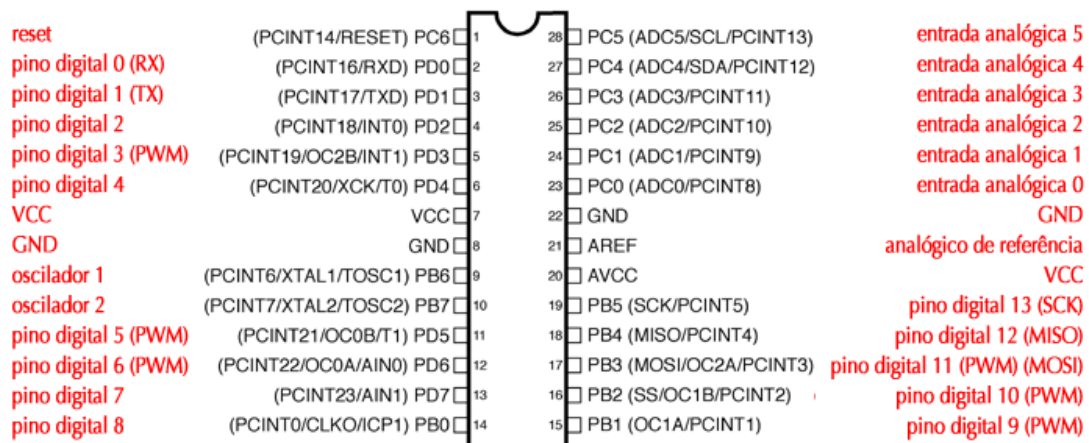 reset (PCINT14/RESET) PC6 1 28 PC5 (ADC5/SCL/PCINT13) entrada analógica 5
pino digital 0 (RX) (PCINT16/RXD) PD0 2 27 PC4 (ADC4/SDA/PCINT12) entrada analógica 4
pino digital 1 (TX) (PCINT17/TXD) PD1 3 26 PC3 (ADC3/PCINT11) entrada analógica 3
pino digital 2 (PCINT18/INT0) PD2 4 25 PC2 (ADC2/PCINT10) entrada analógica 2
pino digital 3 (PWM) (PCINT19/OC2B/INT1) PD3 5 24 PC1 (ADC1/PCINT9) entrada analógica 1
pino digital 4 (PCINT20/XCK/T0) PD4 6 23 PC0 (ADC0/PCINT8) entrada analógica 0
VCC VCC 7 22 GND GND
GND GND 8 21 AREF analógico de referência
oscilador 1 (PCINT6/XTAL1/TOSC1) PB6 9 20 AVCC VCC
oscilador 2 (PCINT7/XTAL2/TOSC2) PB7 10 19 PB5 (SCK/PCINT5) pino digital 13 (SCK)
pino digital 5 (PWM) (PCINT21/OC0B/T1) PD5 11 18 PB4 (MISO/PCINT4) pino digital 12 (MISO)
pino digital 6 (PWM) (PCINT22/OC0A/AIN0) PD6 12 17 PB3 (MOSI/OC2A/PCINT3) pino digital 11 (PWM) (MOSI)
pino digital 7 (PCINT23/AIN1) PD7 13 16 PB2 (SS/OC1B/PCINT2) pino digital 10 (PWM)
pino digital 8 (PCINT0/CLKO/ICP1) PB0 14 15 PB1 (OC1A/PCINT1) pino digital 9 (PWM)